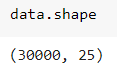 data.shape
(30000, 25)